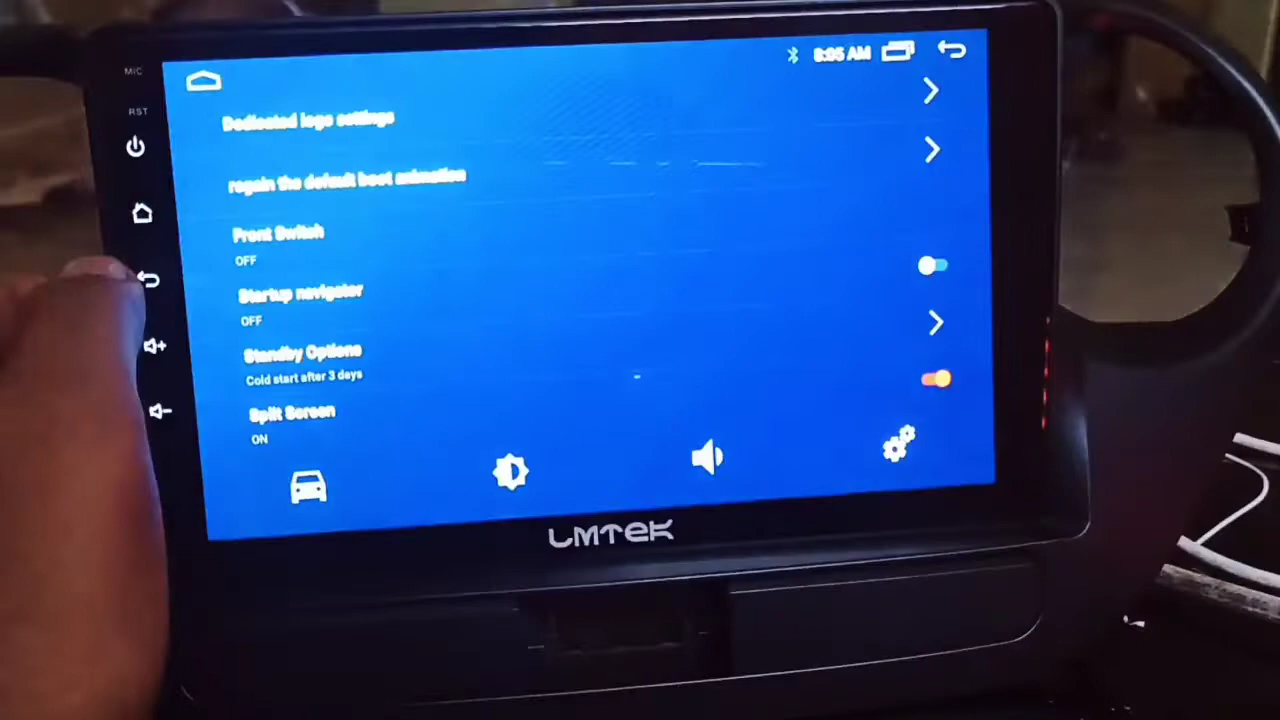 MIC
8:05 AM
RST
Dedicated logo settings
regain the default boot animation
Front Switch
OFF
Startup navigator
OFF
Standby Options
Cold start after 3 days
Split Screen
ON
LMTEK